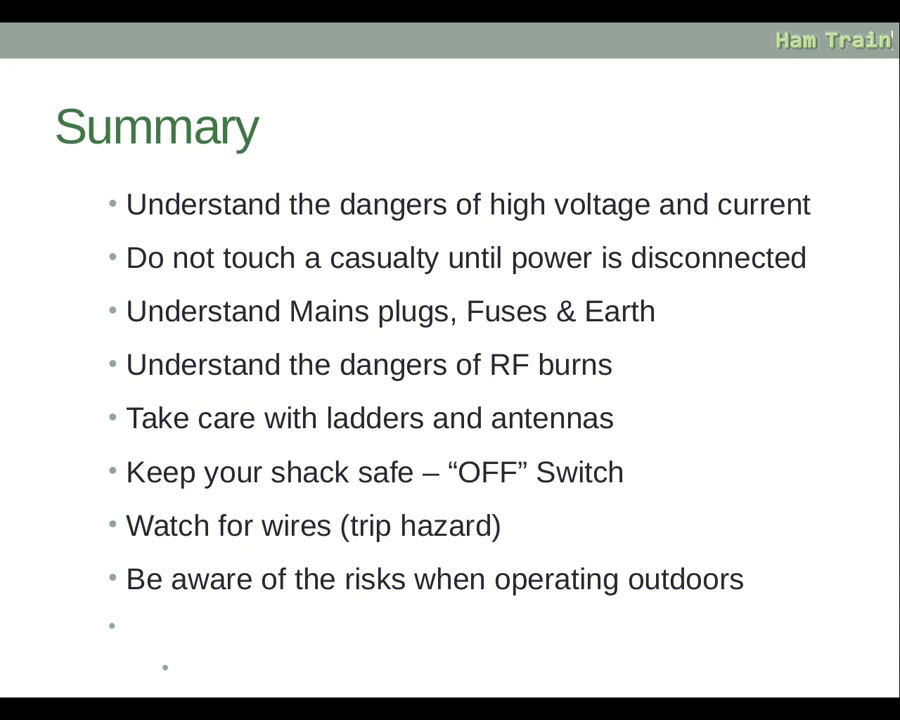 Ham Train
Summary
• Understand the dangers of high voltage and current
• Do not touch a casualty until power is disconnected
• Understand Mains plugs, Fuses & Earth
• Understand the dangers of RF burns
• Take care with ladders and antennas
• Keep your shack safe – “OFF” Switch
• Watch for wires (trip hazard)
• Be aware of the risks when operating outdoors
•
•